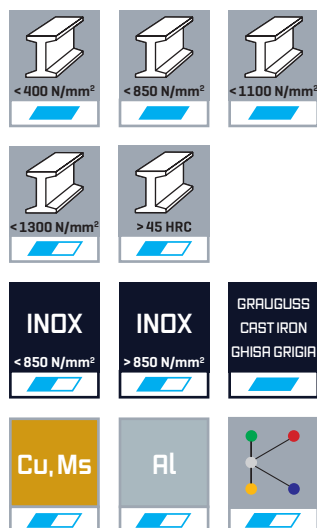 <400 N/mm²
<850 N/mm²
<1100 N/mm²
<1300 N/mm²
>45 HRC
INOX
<850 N/mm²
INOX
>850 N/mm²
GRAUGUSS
CAST IRON
GHISA GRIGIA
Cu, Ms
Al